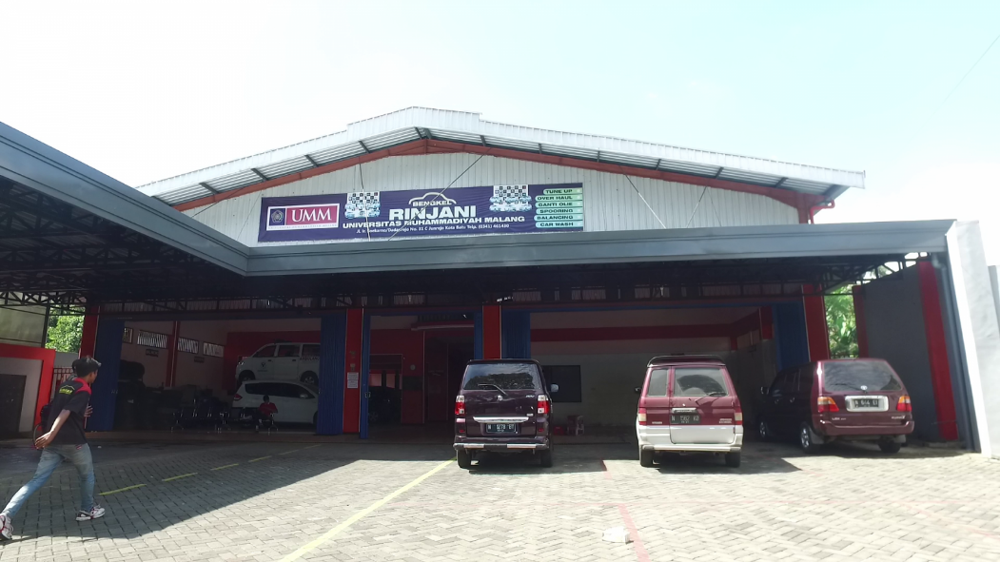 UMM
BENGKEL
RINJANI
UNIVERSITAS MUHAMMADIYAH MALANG
TUNE UP
OVER HAUL
GANTI OLIE
SPOORING
BALANCING
CAR WASH